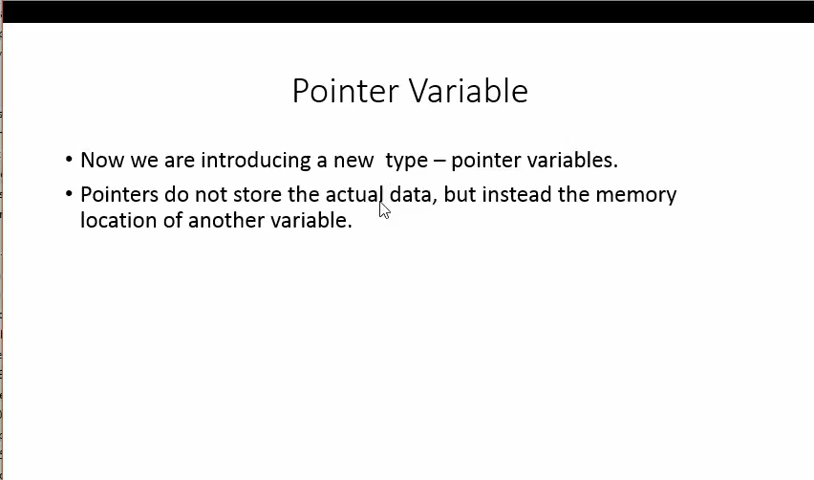 Pointer Variable
• Now we are introducing a new  type – pointer variables.
• Pointers do not store the actual data, but instead the memory
location of another variable.